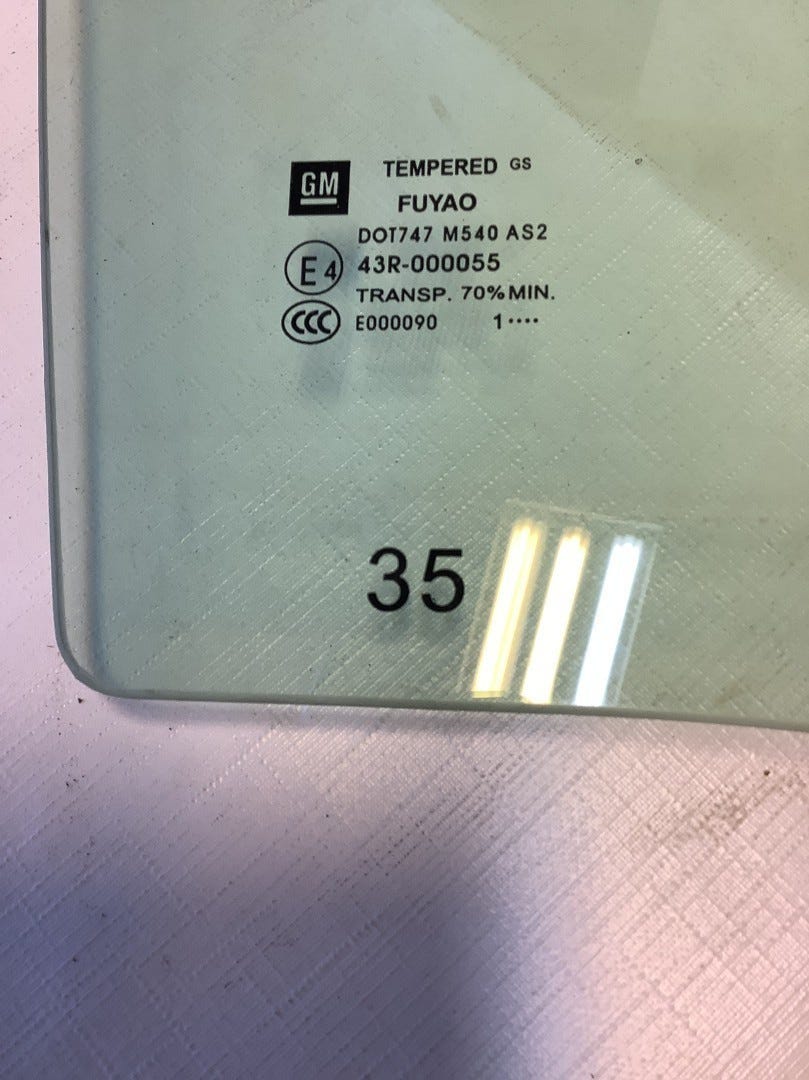 GM TEMPERED GS
FUYAO
DOT747 M540 AS2
E4 43R-000055
TRANSP. 70% MIN.
CCC E000090 1····
35